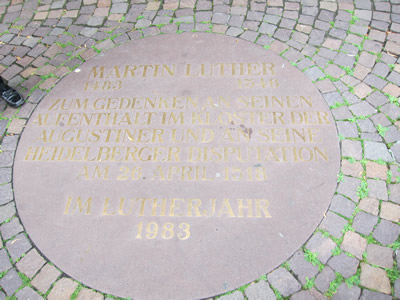 MARTIN LUTHER
1483 1546
ZUM GEDENKEN AN SEINEN
AUFENTHALT IM KLOSTER DER
AUGUSTINER UND AN SEINE
HEIDELBERGER DISPUTATION
AM 26. APRIL 1518
IM LUTHERJAHR
1983